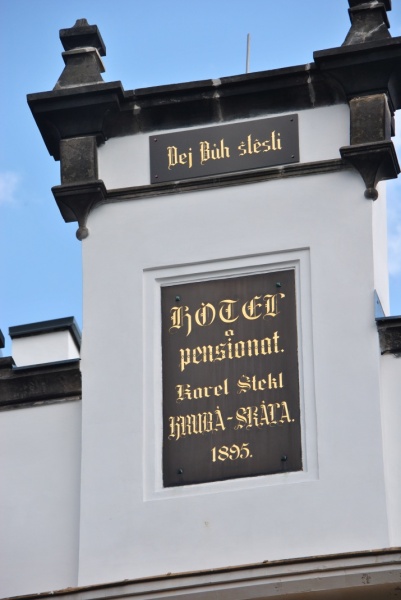 Dej Bůh štěstí
HOTEL
a
pensionat.
Karel Štekl
HRUBÁ-SKÁLA.
1895.